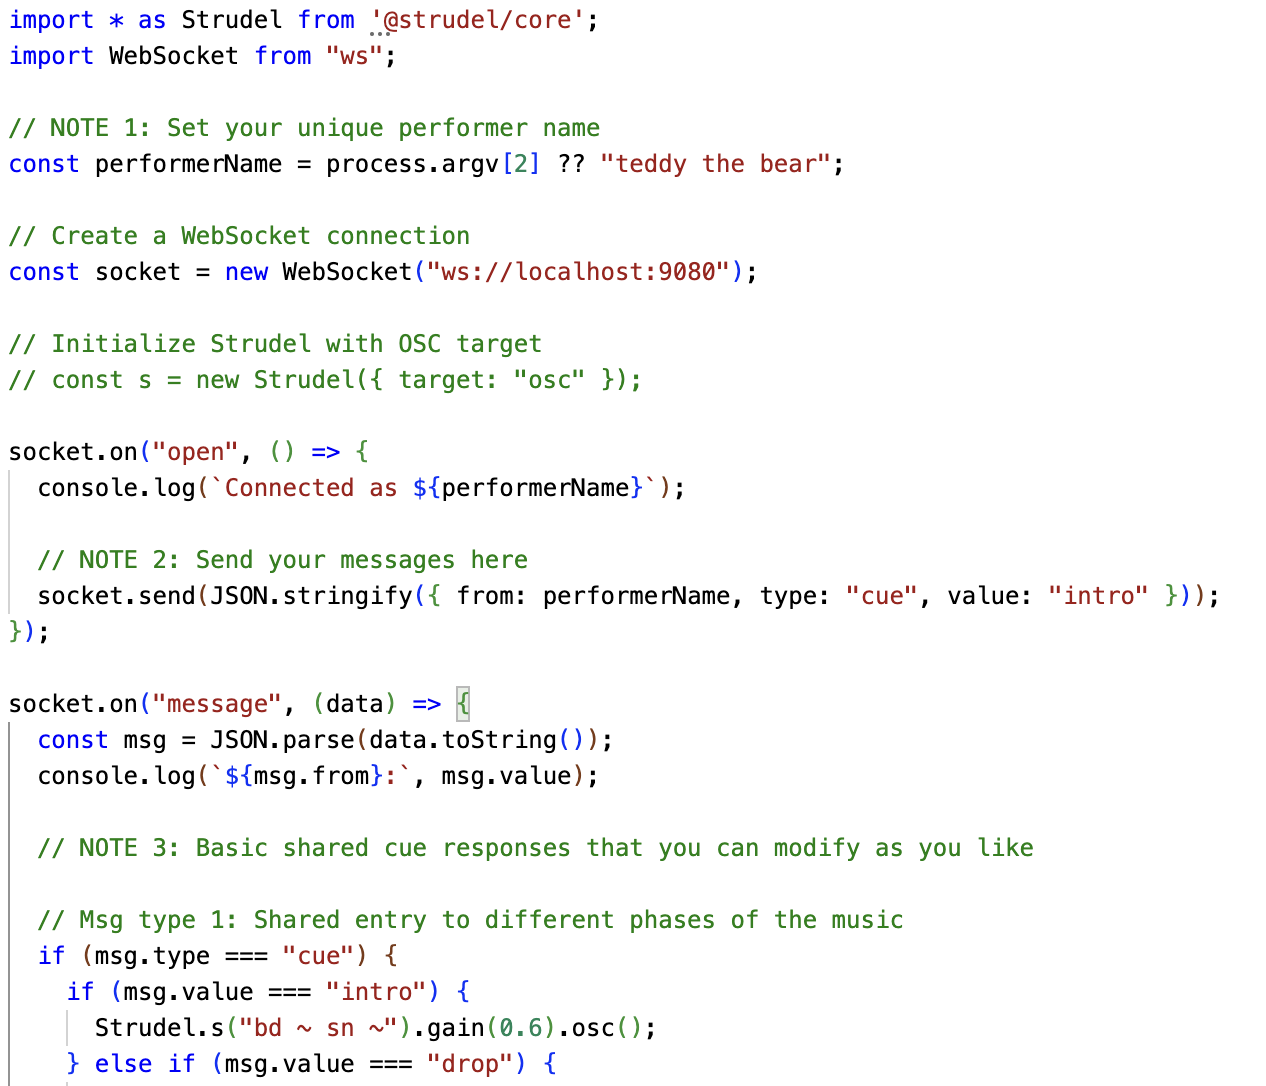 import * as Strudel from '@strudel/core';
import WebSocket from "ws";
// NOTE 1: Set your unique performer name
const performerName = process.argv[2] ?? "teddy the bear";
// Create a WebSocket connection
const socket = new WebSocket("ws://localhost:9080");
// Initialize Strudel with OSC target
// const s = new Strudel({ target: "osc" });
socket.on("open", () => {
  console.log(`Connected as ${performerName}`);
  // NOTE 2: Send your messages here
  socket.send(JSON.stringify({ from: performerName, type: "cue", value: "intro" }));
});
socket.on("message", (data) => {
  const msg = JSON.parse(data.toString());
  console.log(`${msg.from}:`, msg.value);
  // NOTE 3: Basic shared cue responses that you can modify as you like
  // Msg type 1: Shared entry to different phases of the music
  if (msg.type === "cue") {
    if (msg.value === "intro") {
      Strudel.s("bd ~ sn ~").gain(0.6).osc();
    } else if (msg.value === "drop") {